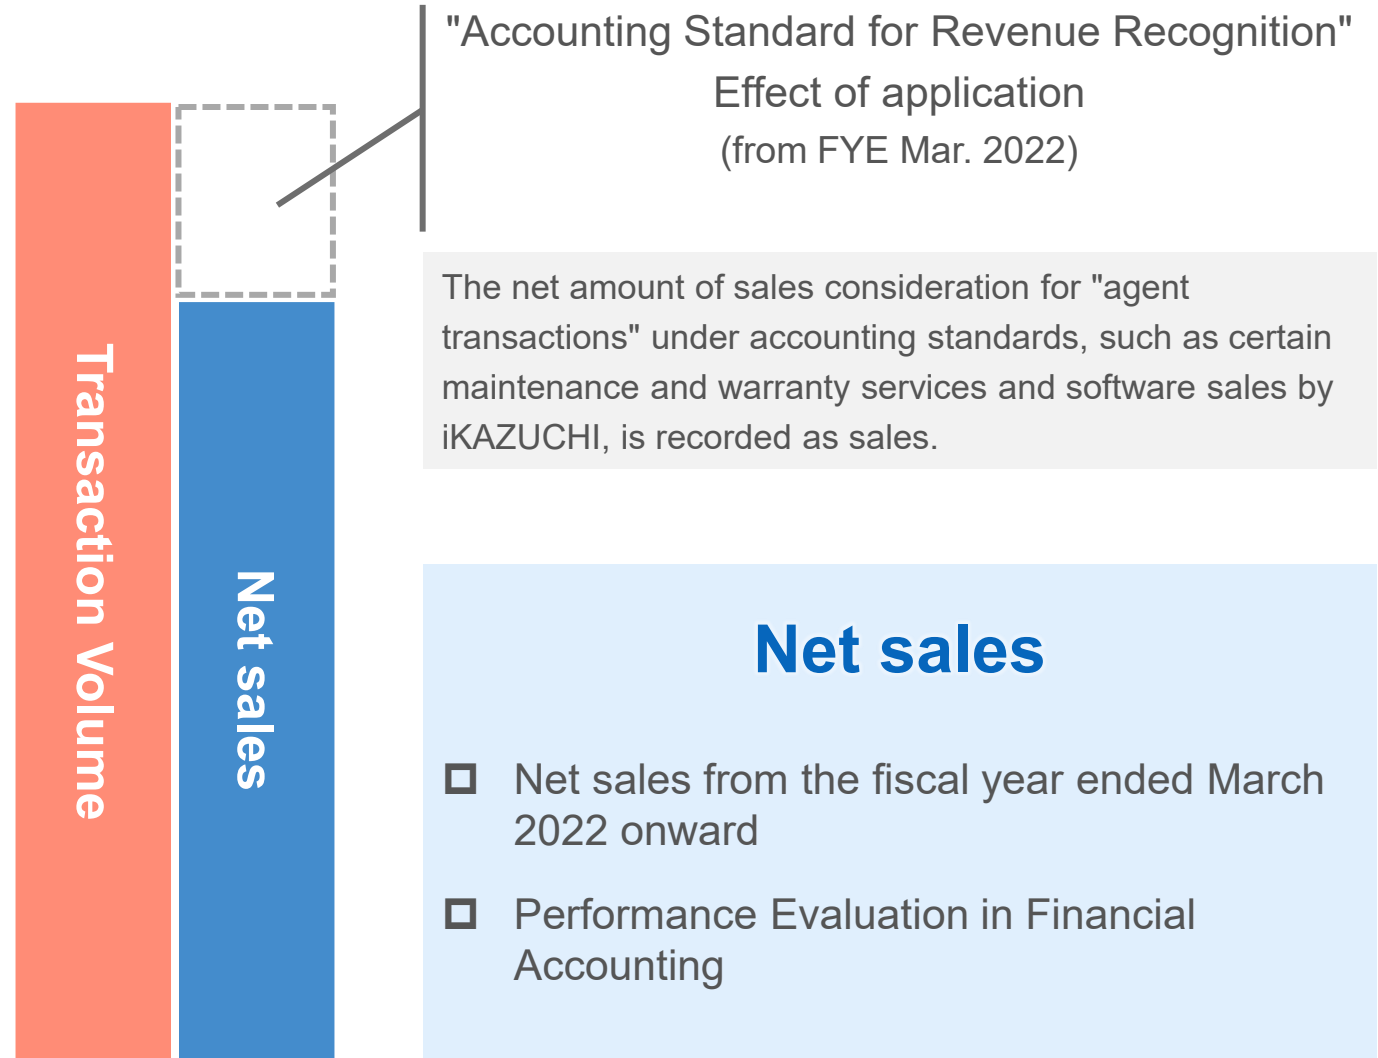 "Accounting Standard for Revenue Recognition"
Effect of application
(from FYE Mar. 2022)
The net amount of sales consideration for "agent
transactions" under accounting standards, such as certain
maintenance and warranty services and software sales by
iKAZUCHI, is recorded as sales.
Transaction Volume
Net sales
Net sales
Net sales from the fiscal year ended March
2022 onward
Performance Evaluation in Financial
Accounting